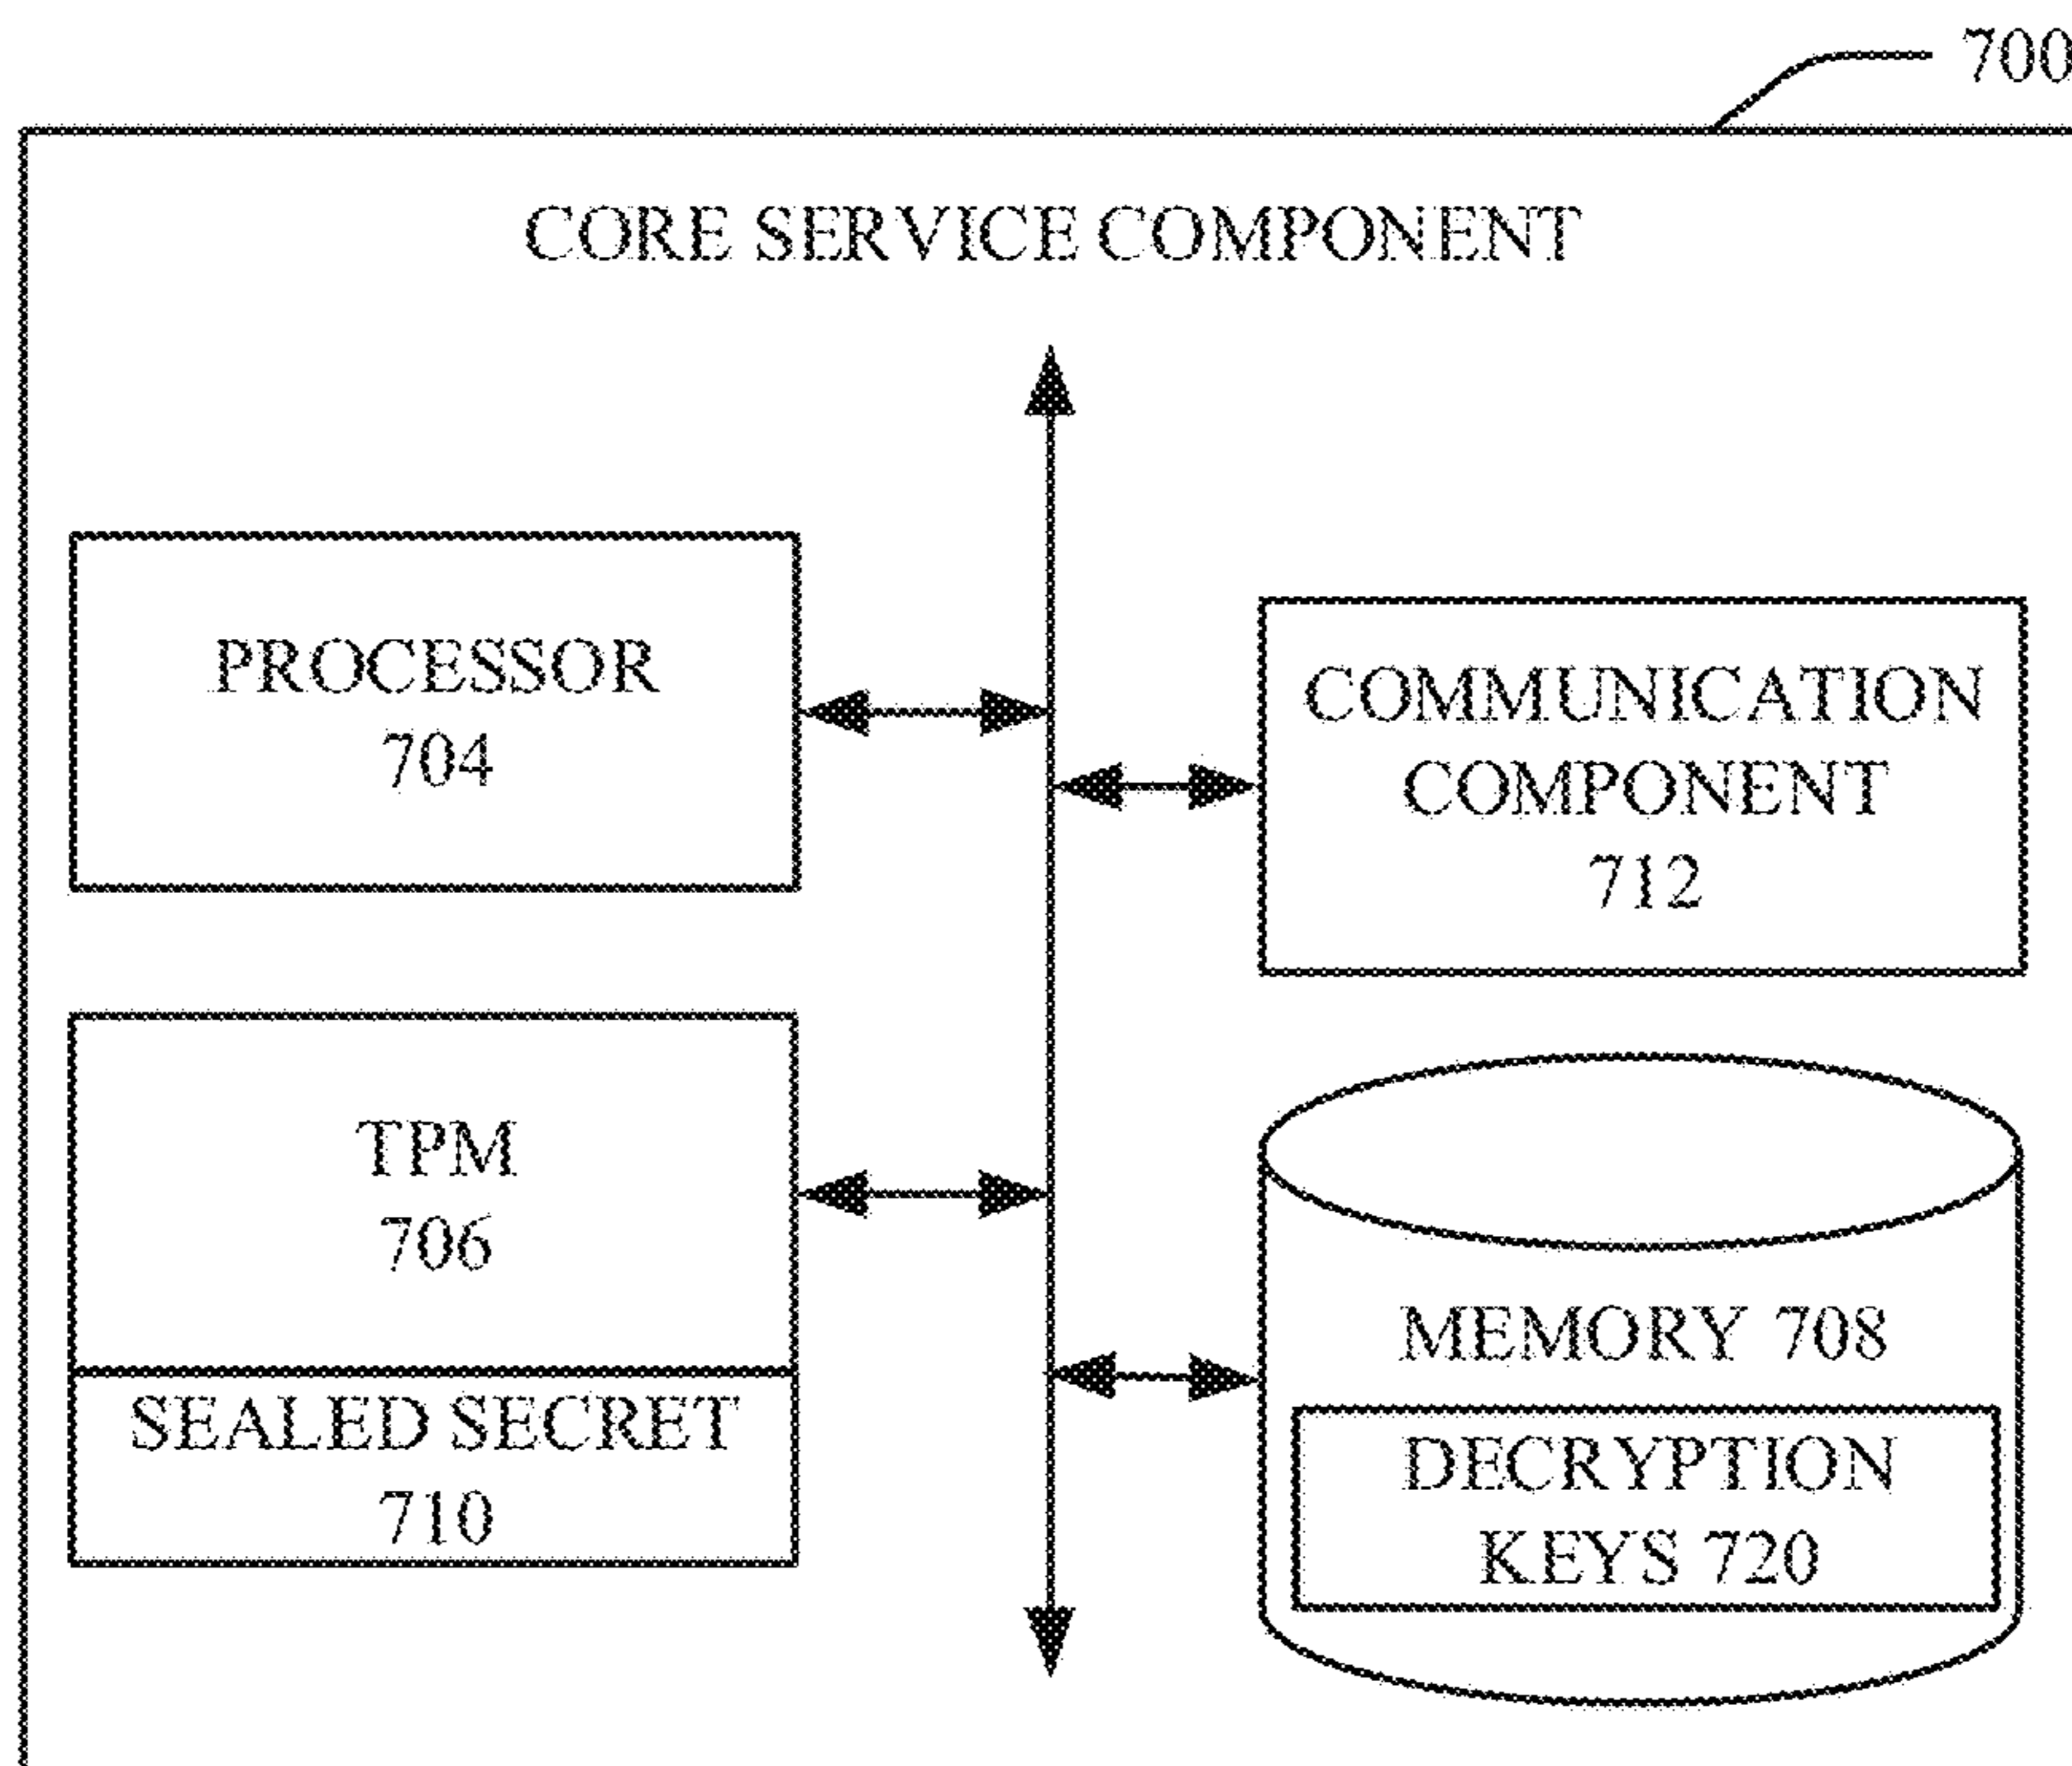 700
CORE SERVICE COMPONENT
PROCESSOR
704
COMMUNICATION
COMPONENT
712
TPM
706
SEALED SECRET
710
MEMORY 708
DECRYPTION
KEYS 720